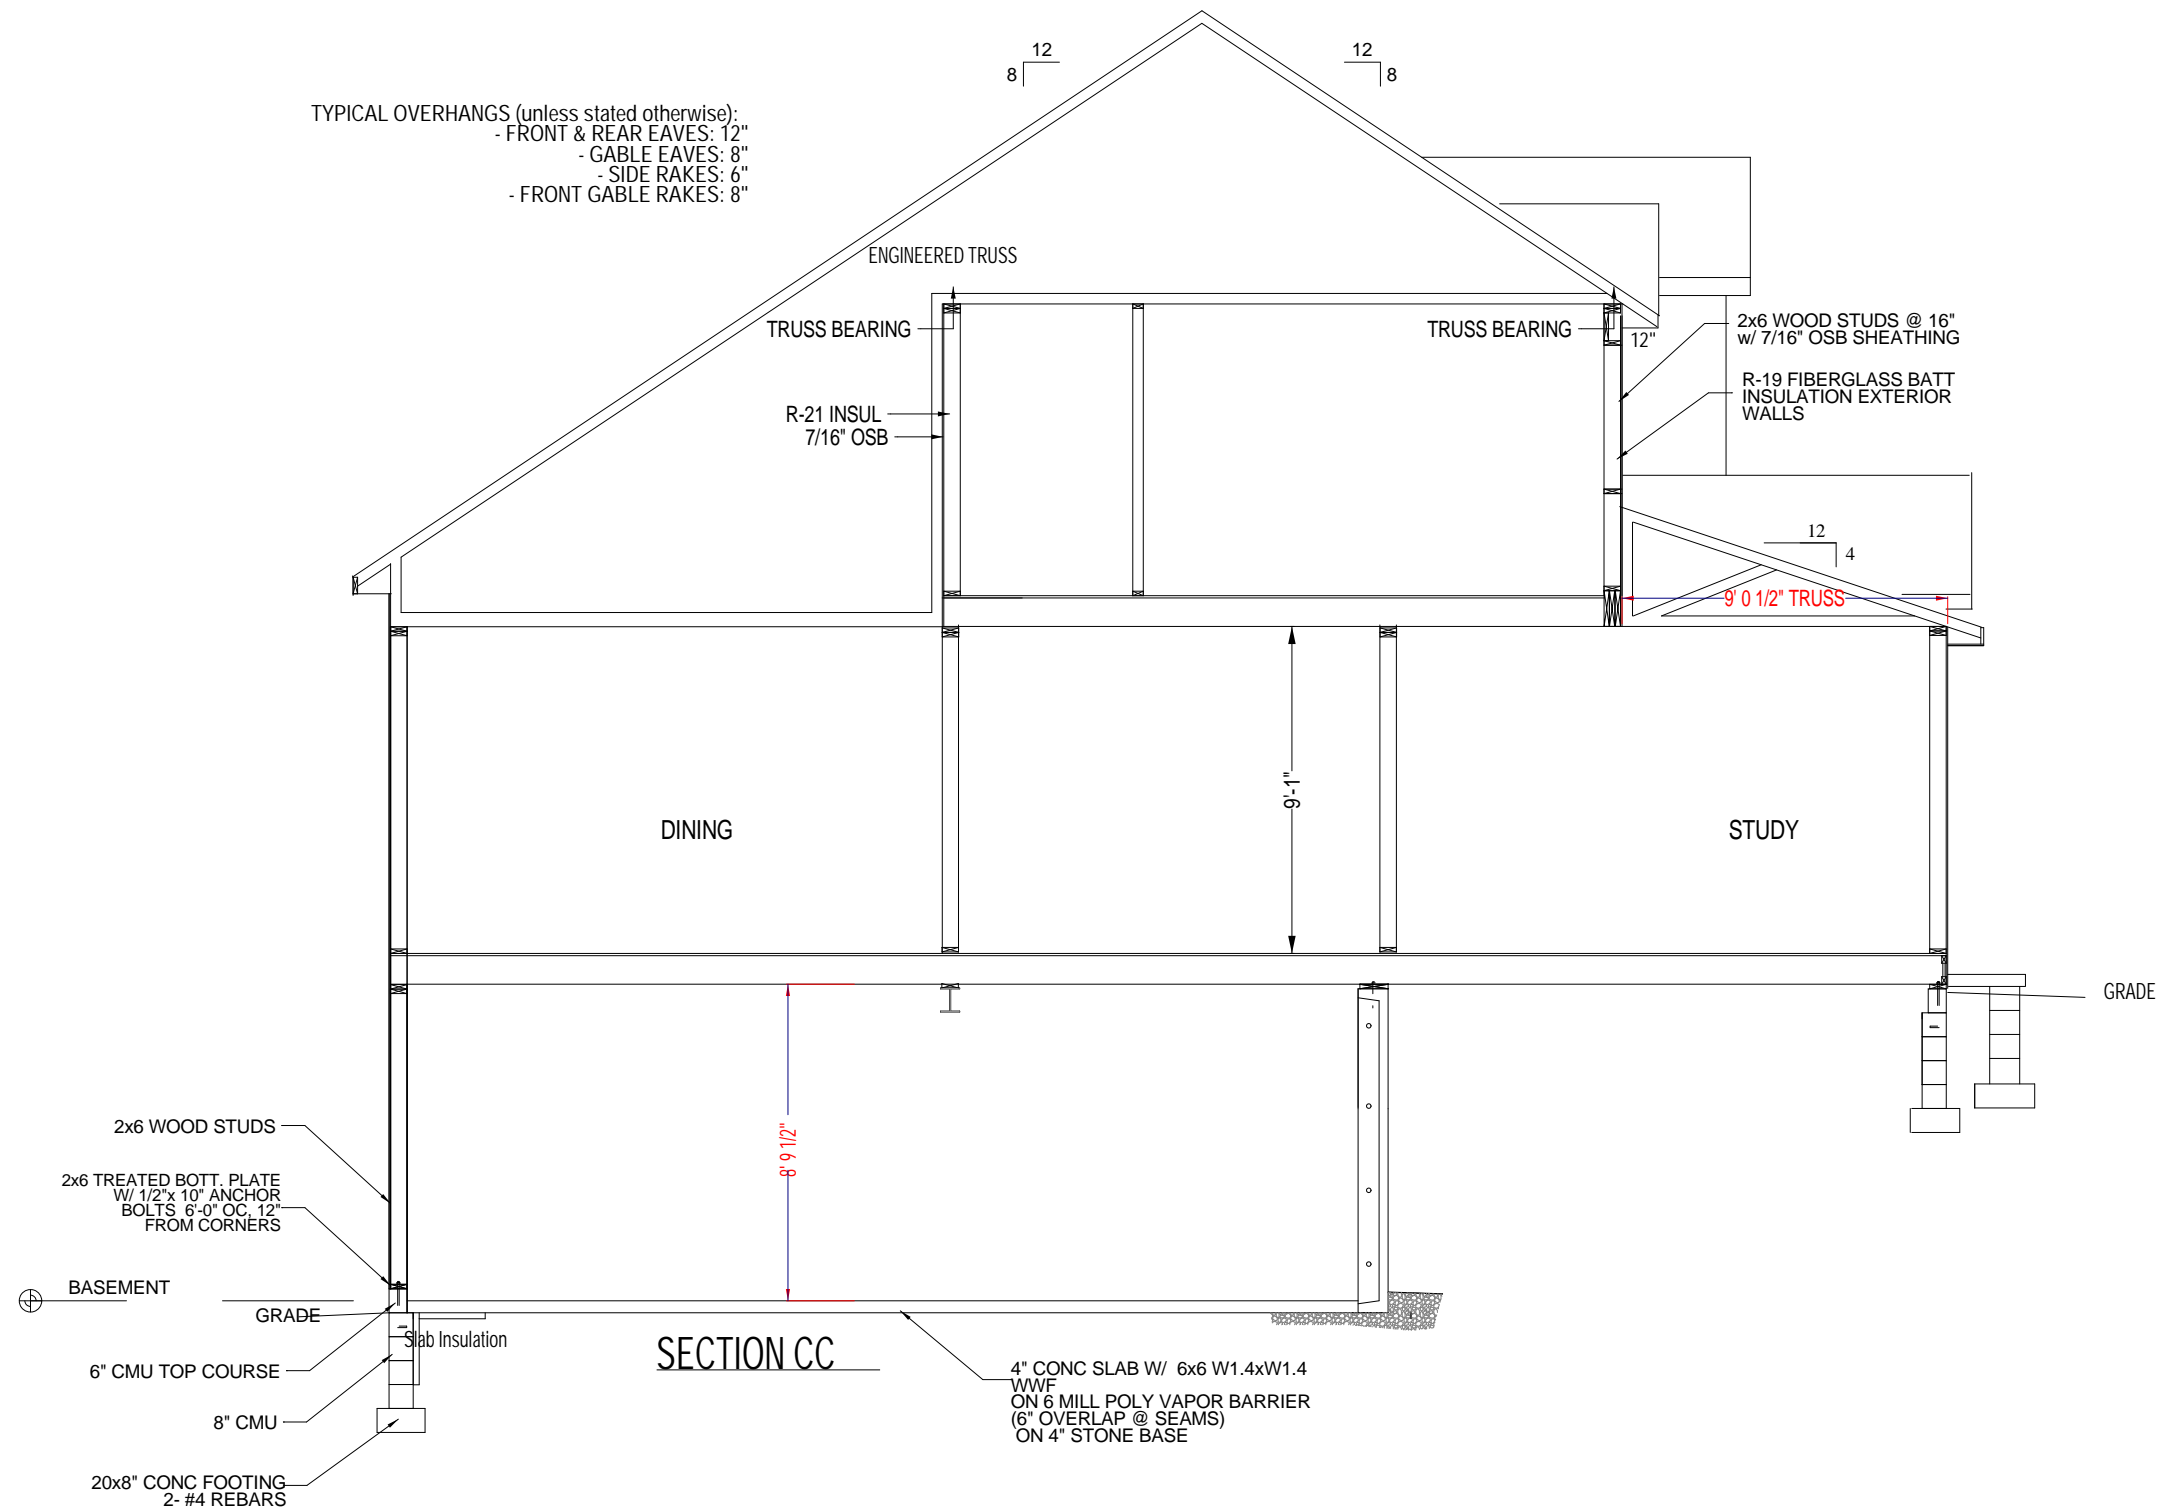 12
8
12
8
TYPICAL OVERHANGS (unless stated otherwise):
- FRONT & REAR EAVES: 12"
- GABLE EAVES: 8"
- SIDE RAKES: 6"
- FRONT GABLE RAKES: 8"
ENGINEERED TRUSS
TRUSS BEARING
TRUSS BEARING
12"
2x6 WOOD STUDS @ 16"
w/ 7/16" OSB SHEATHING
R-19 FIBERGLASS BATT
INSULATION EXTERIOR
WALLS
R-21 INSUL
7/16" OSB
12
4
9' 0 1/2" TRUSS
9'-1"
DINING
STUDY
GRADE
8' 9 1/2"
2x6 WOOD STUDS
2x6 TREATED BOTT. PLATE
W/ 1/2"x 10" ANCHOR
BOLTS 6'-0" OC, 12"
FROM CORNERS
BASEMENT
GRADE
Slab Insulation
6" CMU TOP COURSE
8" CMU
20x8" CONC FOOTING
2- #4 REBARS
SECTION CC
4" CONC SLAB W/ 6x6 W1.4xW1.4
WWF
ON 6 MILL POLY VAPOR BARRIER
(6" OVERLAP @ SEAMS)
ON 4" STONE BASE